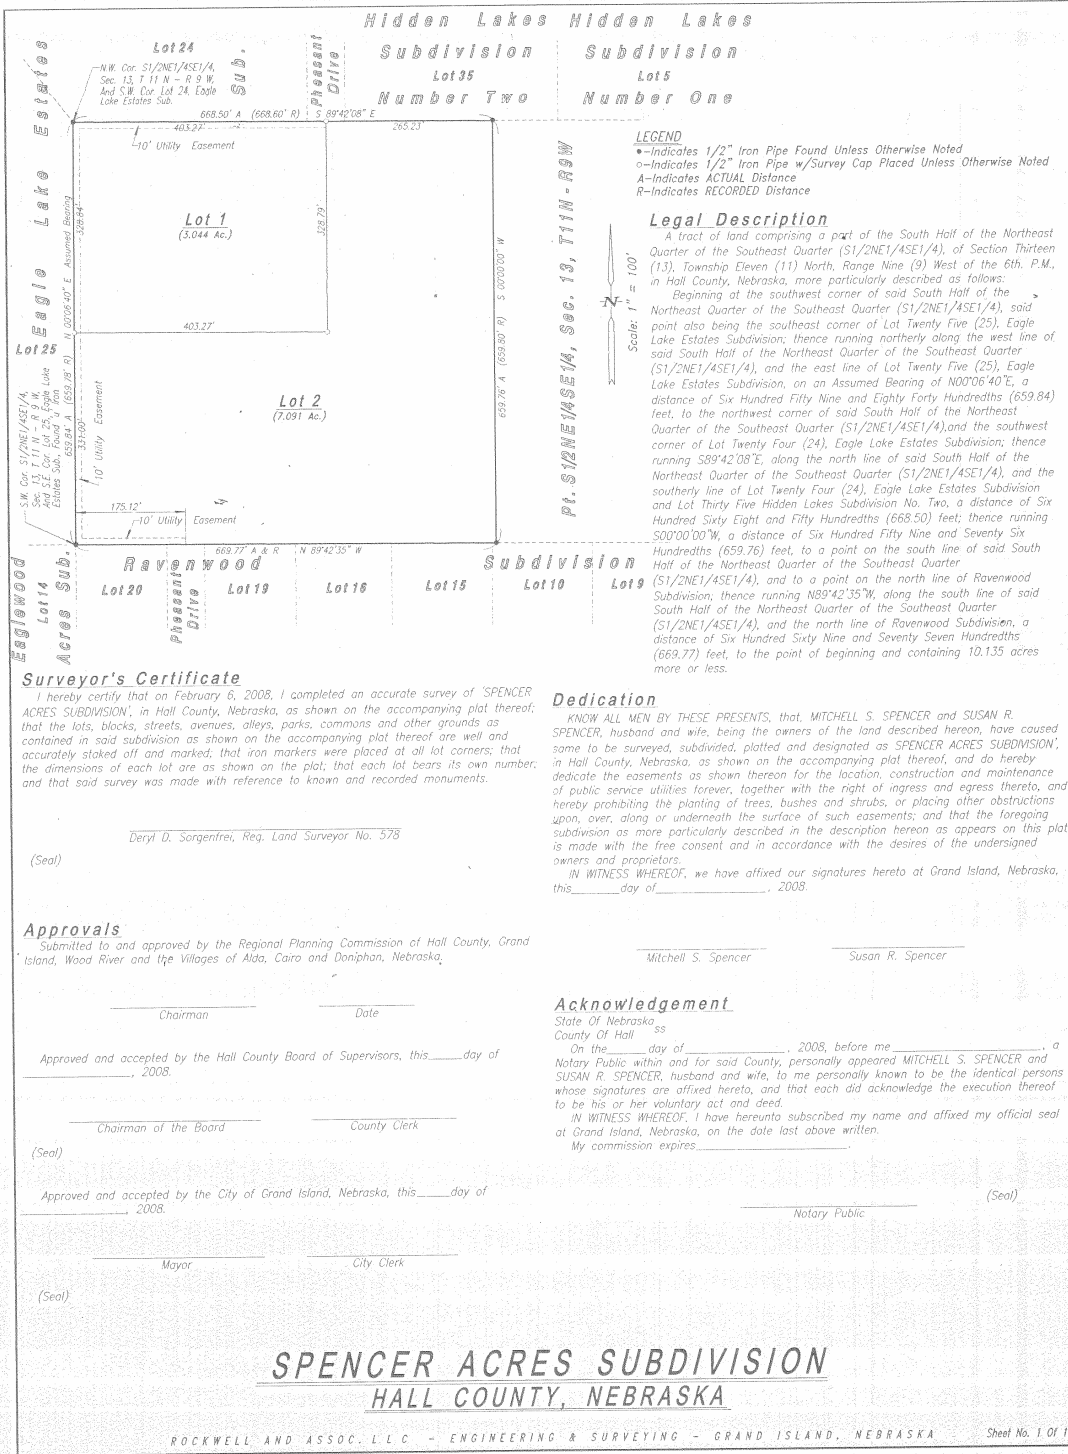 Hidden Lakes Hidden Lakes
Subdivision Subdivision
Lot 35 Lot 5
Number Two Number One
Lot 24
Sub.
Pheasant
Drive
N.W. Cor. S1/2NE1/4SE1/4,
Sec. 13, T 11 N - R 9 W,
And S.W. Cor. Lot 24, Eagle
Lake Estates Sub.
668.50' A (668.60' R) S 89°42'08" E
403.27' 265.23'
10' Utility Easement
Eagle Lake Estates
Lot 1
(3.044 Ac.)
328.84'
328.79'
N 00°06'40" E Assumed Bearing
659.84' A (659.78' R)
403.27'
Lot 25
S.W. Cor. S1/2NE1/4SE1/4,
Sec. 13, T 11 N - R 9 W,
And S.E. Cor. Lot 25, Eagle Lake
Estates Sub., Found a Iron
331.00'
10' Utility Easement
Lot 2
(7.091 Ac.)
659.76' A (659.80' R) S 00°00'00" W
Pt. S1/2NE1/4SE1/4, Sec. 13, T11N-R9W
175.12'
10' Utility Easement
669.77' A & R N 89°42'35" W
Ravenwood Subdivision
Lot 20
Pheasant
Drive
Lot 19 Lot 16 Lot 15 Lot 10 Lot 9
Eaglewood
Lot 14
Acres Sub.
N
Scale: 1" = 100'
LEGEND
●-Indicates 1/2" Iron Pipe Found Unless Otherwise Noted
○-Indicates 1/2" Iron Pipe w/Survey Cap Placed Unless Otherwise Noted
A-Indicates ACTUAL Distance
R-Indicates RECORDED Distance
Legal Description
A tract of land comprising a part of the South Half of the Northeast
Quarter of the Southeast Quarter (S1/2NE1/4SE1/4), of Section Thirteen
(13), Township Eleven (11) North, Range Nine (9) West of the 6th. P.M.,
in Hall County, Nebraska, more particularly described as follows:
Beginning at the southwest corner of said South Half of the
Northeast Quarter of the Southeast Quarter (S1/2NE1/4SE1/4), said
point also being the southeast corner of Lot Twenty Five (25), Eagle
Lake Estates Subdivision; thence running northerly along the west line of
said South Half of the Northeast Quarter of the Southeast Quarter
(S1/2NE1/4SE1/4), and the east line of Lot Twenty Five (25), Eagle
Lake Estates Subdivision, on an Assumed Bearing of N00°06'40"E, a
distance of Six Hundred Fifty Nine and Eighty Forty Hundredths (659.84)
feet, to the northwest corner of said South Half of the Northeast
Quarter of the Southeast Quarter (S1/2NE1/4SE1/4),and the southwest
corner of Lot Twenty Four (24), Eagle Lake Estates Subdivision; thence
running S89°42'08"E, along the north line of said South Half of the
Northeast Quarter of the Southeast Quarter (S1/2NE1/4SE1/4), and the
southerly line of Lot Twenty Four (24), Eagle Lake Estates Subdivision
and Lot Thirty Five Hidden Lakes Subdivision No. Two, a distance of Six
Hundred Sixty Eight and Fifty Hundredths (668.50) feet; thence running
S00°00'00"W, a distance of Six Hundred Fifty Nine and Seventy Six
Hundredths (659.76) feet, to a point on the south line of said South
Half of the Northeast Quarter of the Southeast Quarter
(S1/2NE1/4SE1/4), and to a point on the north line of Ravenwood
Subdivision; thence running N89°42'35"W, along the south line of said
South Half of the Northeast Quarter of the Southeast Quarter
(S1/2NE1/4SE1/4), and the north line of Ravenwood Subdivision, a
distance of Six Hundred Sixty Nine and Seventy Seven Hundredths
(669.77) feet, to the point of beginning and containing 10.135 acres
more or less.
Surveyor's Certificate
I hereby certify that on February 6, 2008, I completed an accurate survey of 'SPENCER
ACRES SUBDIVISION', in Hall County, Nebraska, as shown on the accompanying plat thereof;
that the lots, blocks, streets, avenues, alleys, parks, commons and other grounds as
contained in said subdivision as shown on the accompanying plat thereof are well and
accurately staked off and marked; that iron markers were placed at all lot corners; that
the dimensions of each lot are as shown on the plat; that each lot bears its own number;
and that said survey was made with reference to known and recorded monuments.
Deryl D. Sorgenfrei, Reg. Land Surveyor No. 578
(Seal)
Approvals
Submitted to and approved by the Regional Planning Commission of Hall County, Grand
Island, Wood River and the Villages of Alda, Cairo and Doniphan, Nebraska.
Chairman Date
Approved and accepted by the Hall County Board of Supervisors, this_____day of
_______________, 2008.
Chairman of the Board County Clerk
(Seal)
Approved and accepted by the City of Grand Island, Nebraska, this_____day of
_______________, 2008.
Mayor City Clerk
(Seal)
Dedication
KNOW ALL MEN BY THESE PRESENTS, that, MITCHELL S. SPENCER and SUSAN R.
SPENCER, husband and wife, being the owners of the land described hereon, have caused
same to be surveyed, subdivided, platted and designated as SPENCER ACRES SUBDIVISION',
in Hall County, Nebraska, as shown on the accompanying plat thereof, and do hereby
dedicate the easements as shown thereon for the location, construction and maintenance
of public service utilities forever, together with the right of ingress and egress thereto, and
hereby prohibiting the planting of trees, bushes and shrubs, or placing other obstructions
upon, over, along or underneath the surface of such easements; and that the foregoing
subdivision as more particularly described in the description hereon as appears on this plat
is made with the free consent and in accordance with the desires of the undersigned
owners and proprietors.
IN WITNESS WHEREOF, we have affixed our signatures hereto at Grand Island, Nebraska,
this_______day of________________, 2008.
Mitchell S. Spencer Susan R. Spencer
Acknowledgement
State Of Nebraska
ss
County Of Hall
On the______day of_______________, 2008, before me______________________, a
Notary Public within and for said County, personally appeared MITCHELL S. SPENCER and
SUSAN R. SPENCER, husband and wife, to me personally known to be the identical persons
whose signatures are affixed hereto, and that each did acknowledge the execution thereof
to be his or her voluntary act and deed.
IN WITNESS WHEREOF, I have hereunto subscribed my name and affixed my official seal
at Grand Island, Nebraska, on the date last above written.
My commission expires______________________.
(Seal)
Notary Public
SPENCER ACRES SUBDIVISION
HALL COUNTY, NEBRASKA
ROCKWELL AND ASSOC. LLC - ENGINEERING & SURVEYING - GRAND ISLAND, NEBRASKA
Sheet No. 1 Of 1